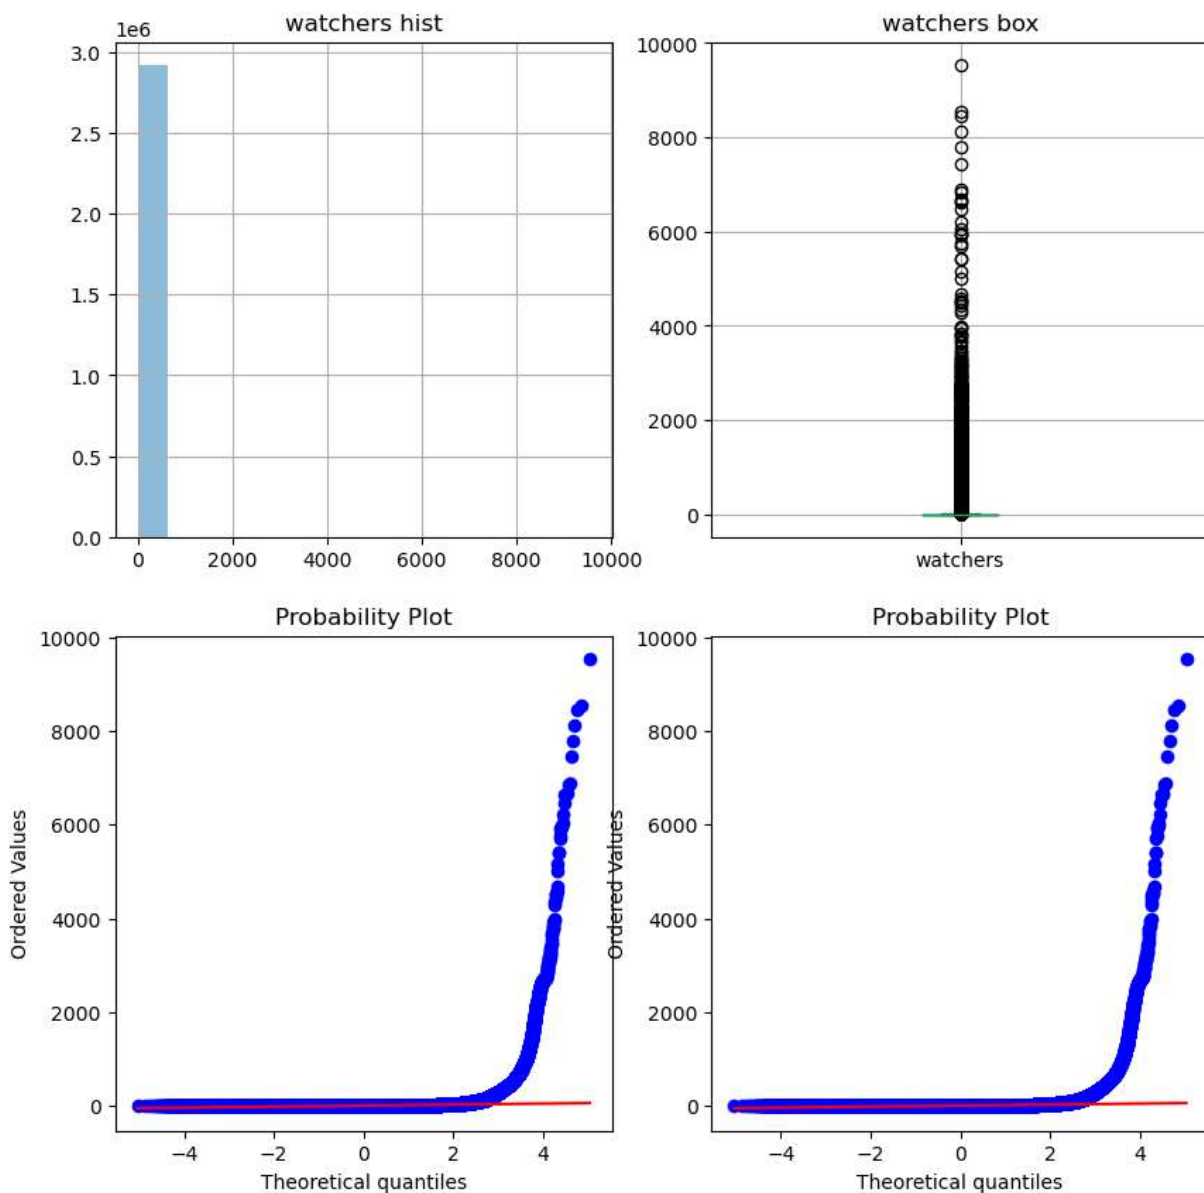 watchers hist
1e6
3.0
2.5
2.0
1.5
1.0
0.5
0.0
0 2000 4000 6000 8000 10000
watchers box
10000
8000
6000
4000
2000
0
watchers
Probability Plot
Ordered Values
10000
8000
6000
4000
2000
0
−4 −2 0 2 4
Theoretical quantiles
Probability Plot
Ordered Values
10000
8000
6000
4000
2000
0
−4 −2 0 2 4
Theoretical quantiles